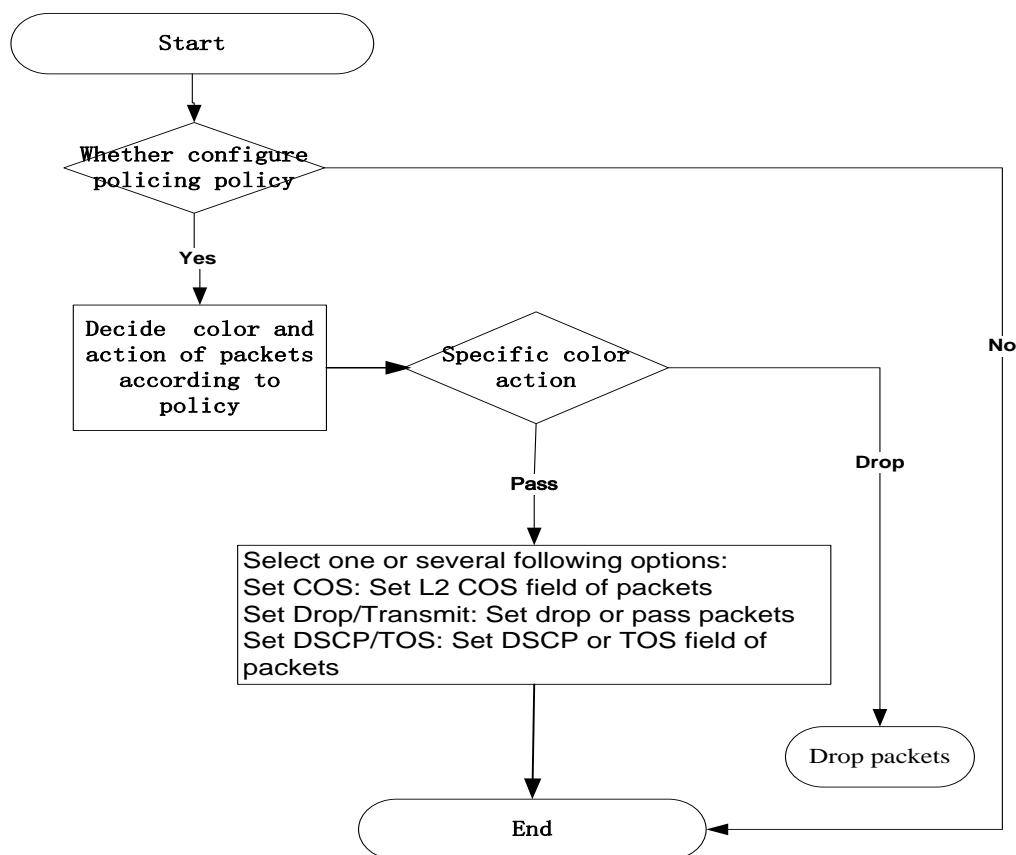 Start
Whether configure
policing policy
Yes
No
Decide color and
action of packets
according to
policy
Specific color
action
Drop
Pass
Select one or several following options:
Set COS: Set L2 COS field of packets
Set Drop/Transmit: Set drop or pass packets
Set DSCP/TOS: Set DSCP or TOS field of
packets
Drop packets
End